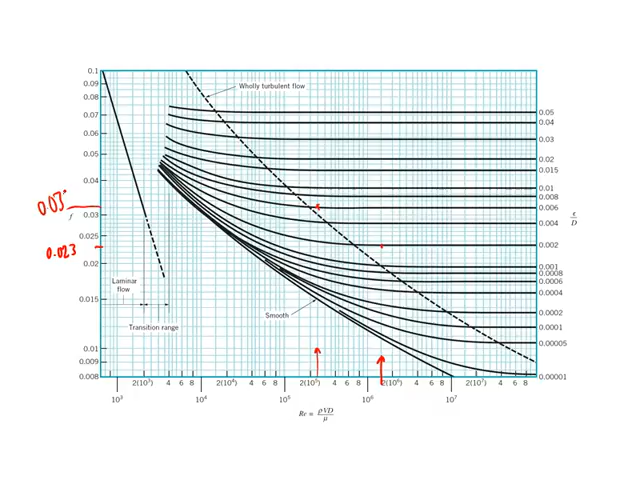 0.1
0.09
0.08
Wholly turbulent flow
0.07
0.05
0.04
0.06
0.03
0.05
0.02
0.015
0.04
0.01
0.008
0.03
f
0.03
0.006
0.004
ε
D
0.025
0.023
0.002
0.02
0.001
0.0008
0.0006
Laminar
flow
0.0004
0.015
Smooth
0.0002
Transition range
0.0001
0.01
0.00005
0.009
0.008
0.00001
2(10³) 4 6 8 2(10⁴) 4 6 8 2(10⁵) 4 6 8 2(10⁶) 4 6 8 2(10⁷) 4 6 8
10³ 10⁴ 10⁵ 10⁶ 10⁷
Re = ρVD
μ